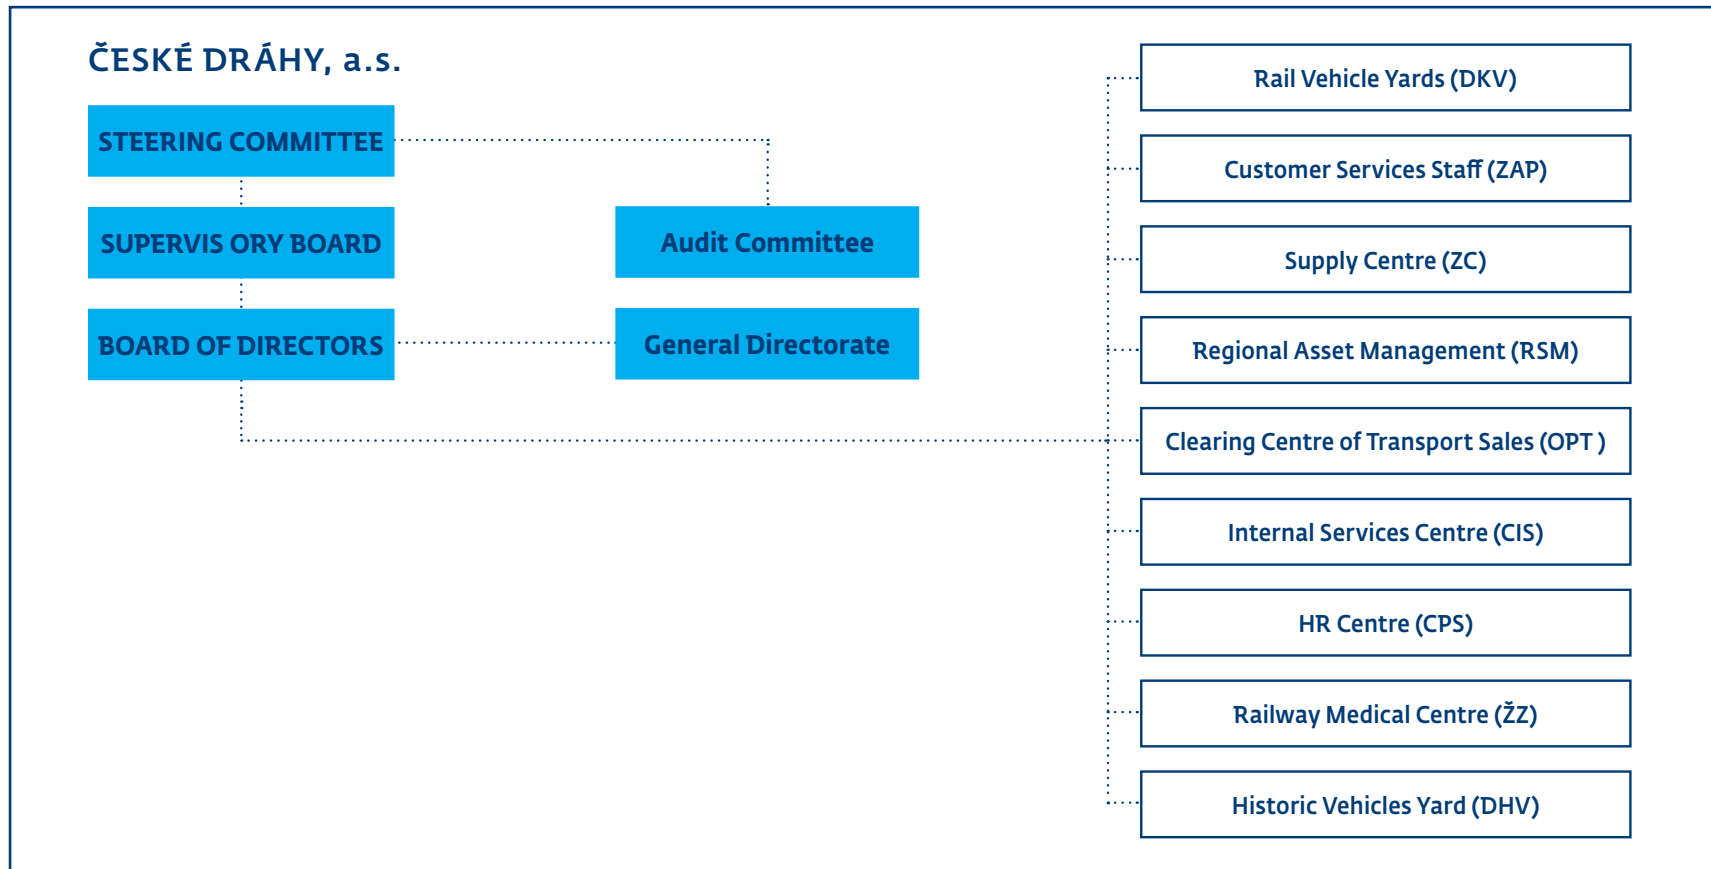 ČESKÉ DRÁHY, a.s.
STEERING COMMITTEE
SUPERVIS ORY BOARD
BOARD OF DIRECTORS
Audit Committee
General Directorate
Rail Vehicle Yards (DKV)
Customer Services Staff (ZAP)
Supply Centre (ZC)
Regional Asset Management (RSM)
Clearing Centre of Transport Sales (OPT )
Internal Services Centre (CIS)
HR Centre (CPS)
Railway Medical Centre (ŽZ)
Historic Vehicles Yard (DHV)